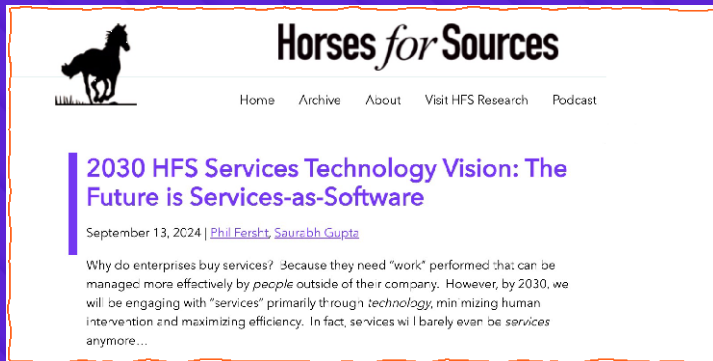 Horses for Sources
Home Archive About Visit HFS Research Podcast
2030 HFS Services Technology Vision: The
Future is Services-as-Software
September 13, 2024 | Phil Fersht, Saurabh Gupta
Why do enterprises buy services? Because they need “work” performed that can be
managed more effectively by people outside of their company. However, by 2030, we
will be engaging with “services” primarily through technology, minimizing human
intervention and maximizing efficiency. In fact, services will barely even be services
anymore…